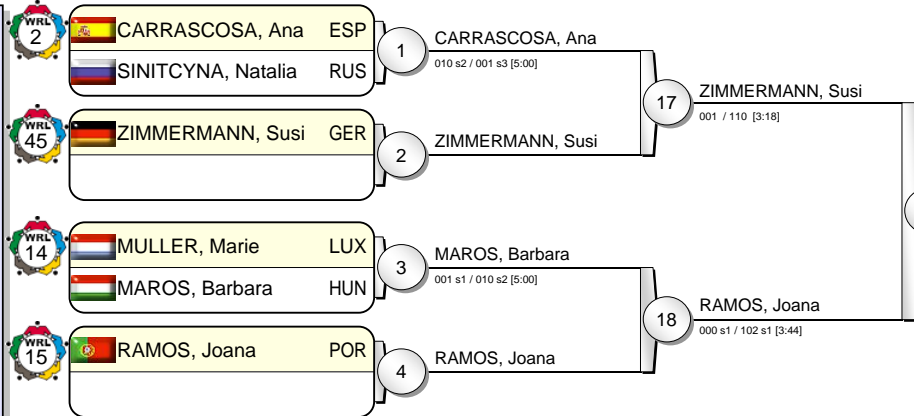 WRL
2
CARRASCOSA, Ana ESP
SINITCYNA, Natalia RUS
1
CARRASCOSA, Ana
010 s2 / 001 s3 [5:00]
WRL
45
ZIMMERMANN, Susi GER
2
ZIMMERMANN, Susi
17
ZIMMERMANN, Susi
001 / 110 [3:18]
WRL
14
MULLER, Marie LUX
MAROS, Barbara HUN
3
MAROS, Barbara
001 s1 / 010 s2 [5:00]
WRL
15
RAMOS, Joana POR
4
RAMOS, Joana
18
RAMOS, Joana
000 s1 / 102 s1 [3:44]